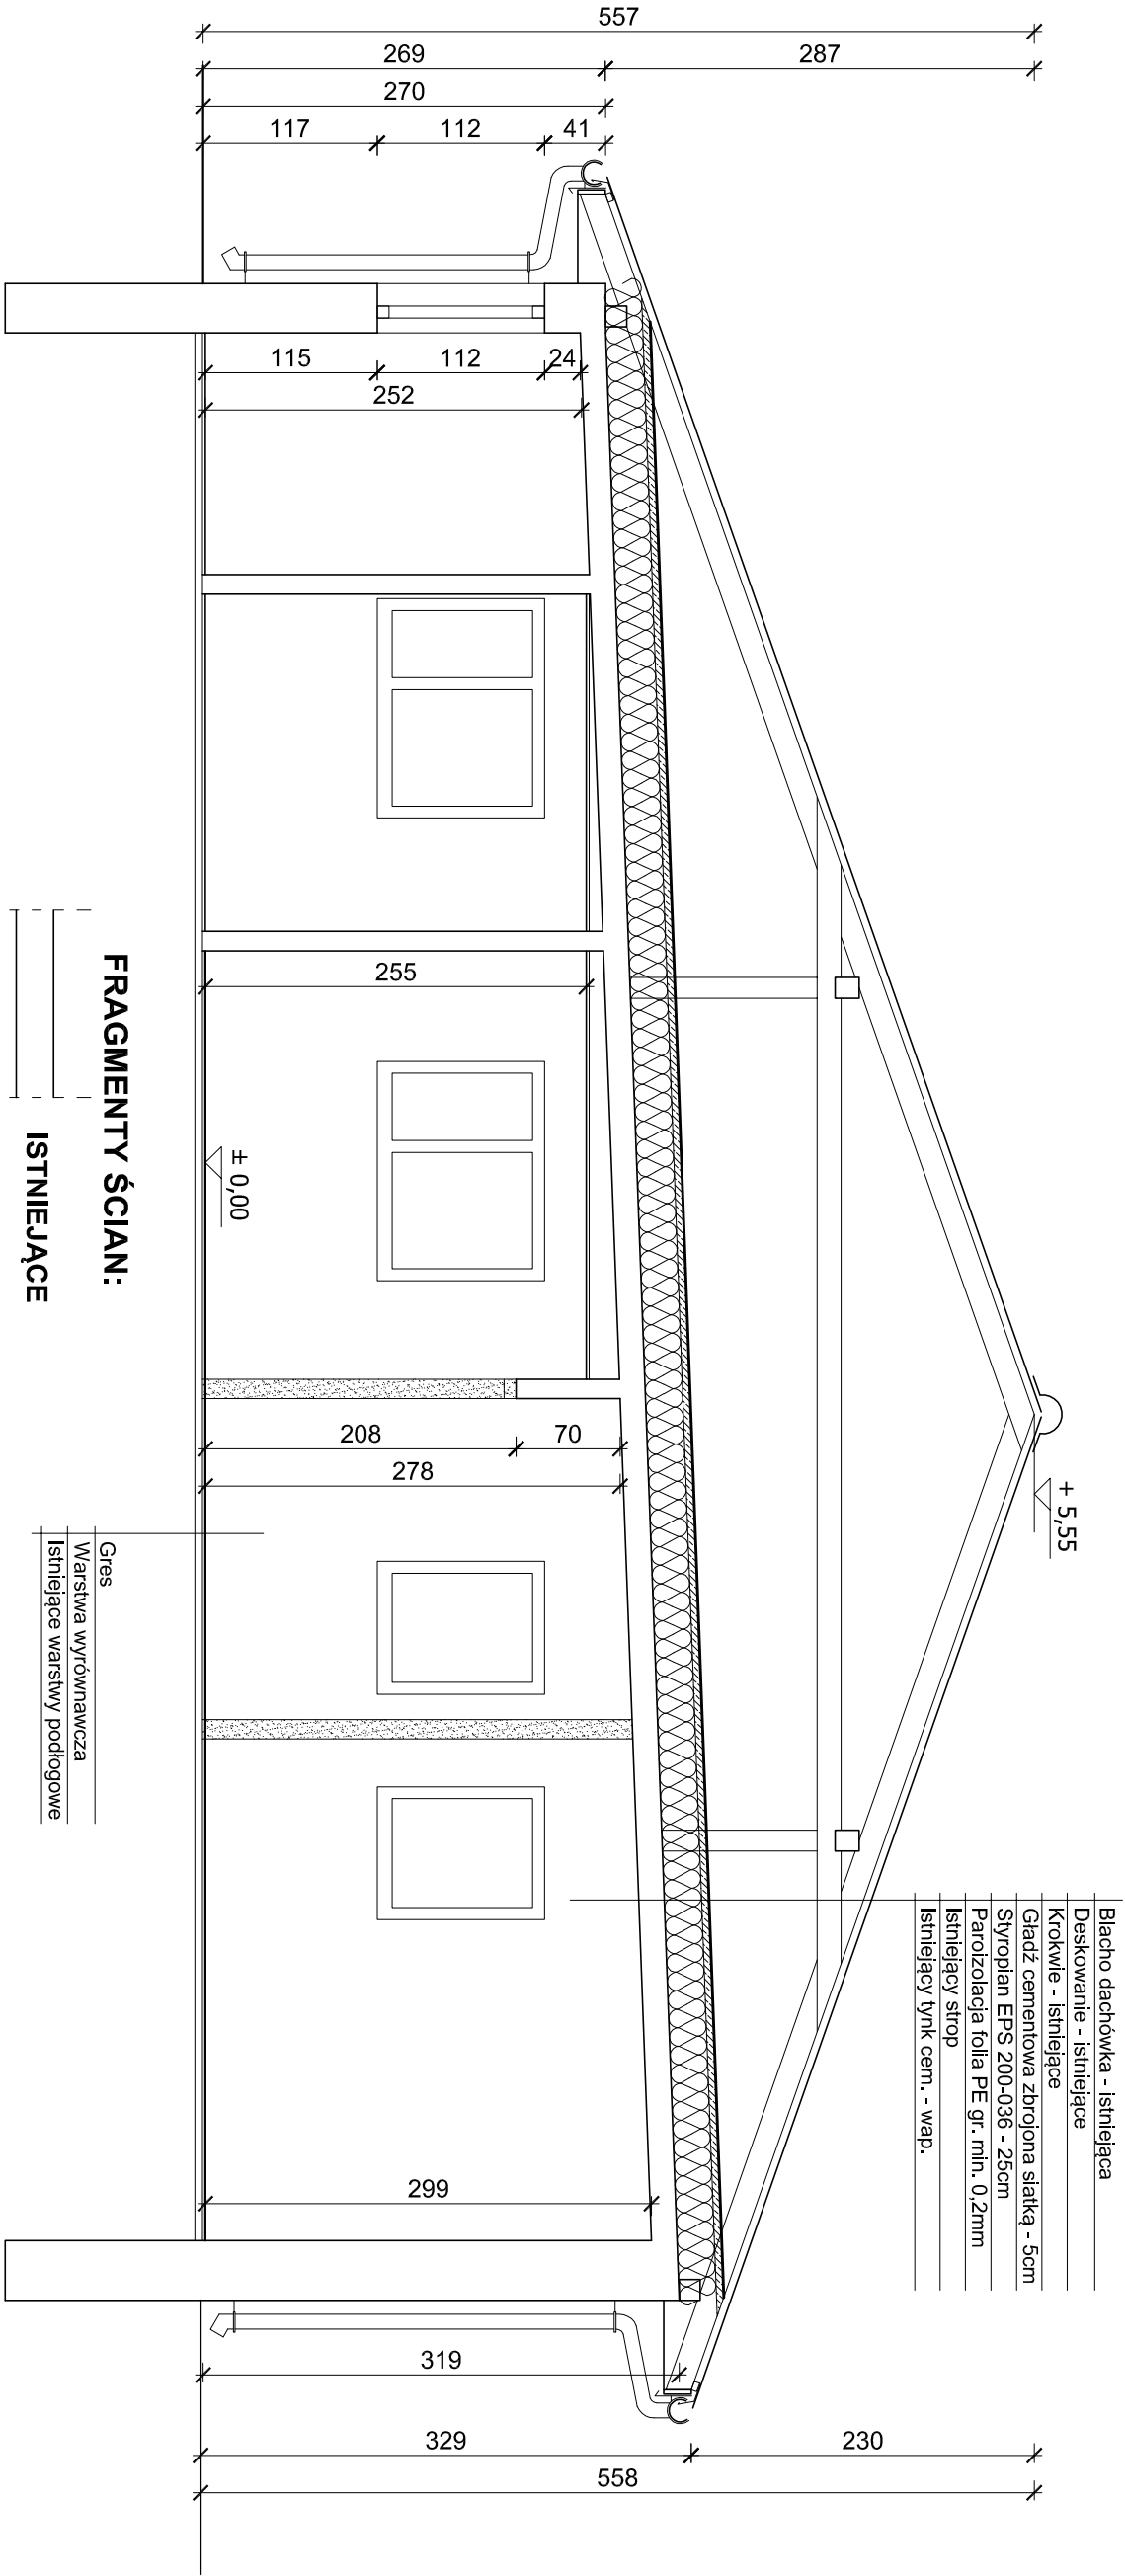 557
269
287
270
117
112
41
115
112
24
252
255
± 0,00
208
70
278
+ 5,55
299
319
329
230
558
Blacho dachówka - istniejąca
Deskowanie - istniejące
Krokwie - istniejące
Gładź cementowa zbrojona siatką - 5cm
Styropian EPS 200-036 - 25cm
Paroizolacja folia PE gr. min. 0,2mm
Istniejący strop
Istniejący tynk cem. - wap.
Gres
Warstwa wyrównawcza
Istniejące warstwy podłogowe
FRAGMENTY ŚCIAN:
ISTNIEJĄCE